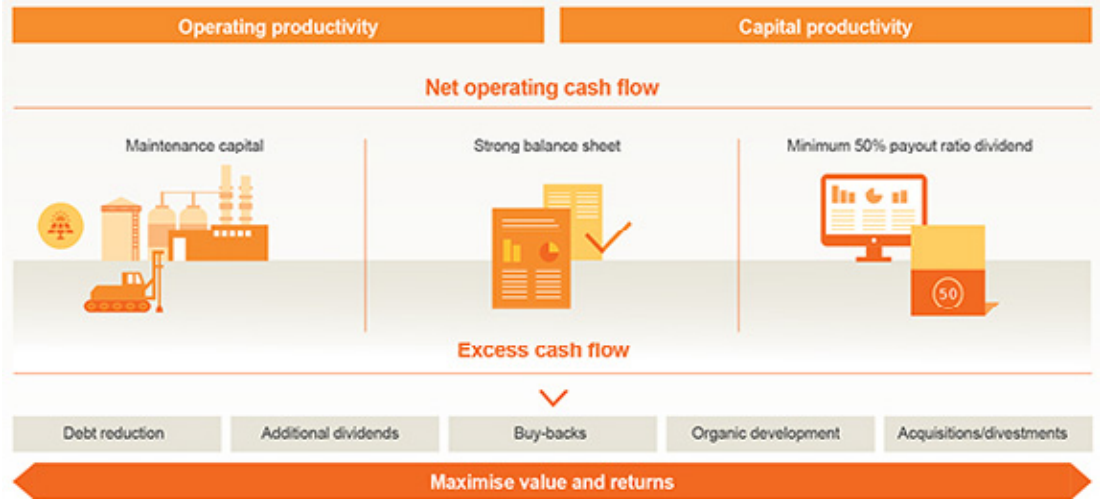 Operating productivity
Capital productivity
Net operating cash flow
Maintenance capital
Strong balance sheet
Minimum 50% payout ratio dividend
50
Excess cash flow
Debt reduction
Additional dividends
Buy-backs
Organic development
Acquisitions/divestments
Maximise value and returns